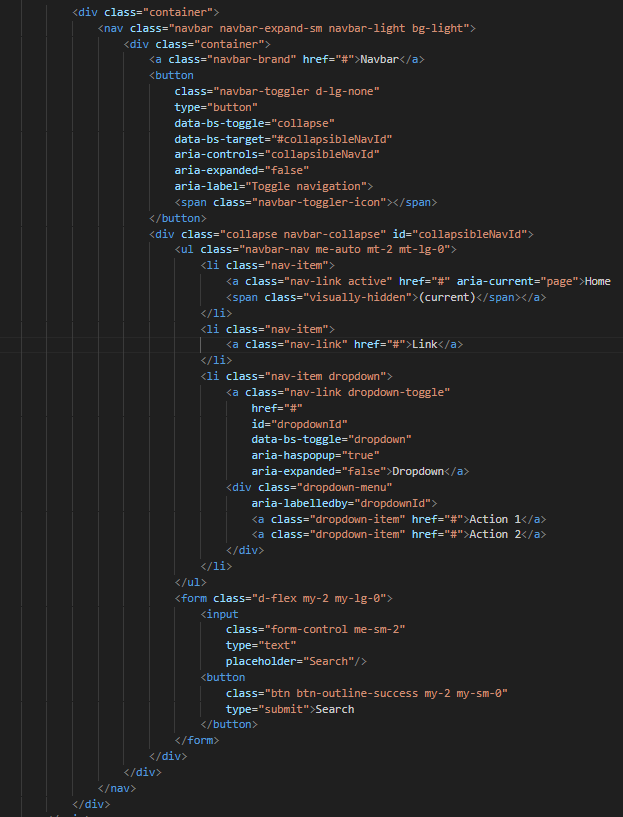 <div class="container">
<nav class="navbar navbar-expand-sm navbar-light bg-light">
<div class="container">
<a class="navbar-brand" href="#">Navbar</a>
<button
class="navbar-toggler d-lg-none"
type="button"
data-bs-toggle="collapse"
data-bs-target="#collapsibleNavId"
aria-controls="collapsibleNavId"
aria-expanded="false"
aria-label="Toggle navigation">
<span class="navbar-toggler-icon"></span>
</button>
<div class="collapse navbar-collapse" id="collapsibleNavId">
<ul class="navbar-nav me-auto mt-2 mt-lg-0">
<li class="nav-item">
<a class="nav-link active" href="#" aria-current="page">Home
<span class="visually-hidden">(current)</span></a>
</li>
<li class="nav-item">
<a class="nav-link" href="#">Link</a>
</li>
<li class="nav-item dropdown">
<a class="nav-link dropdown-toggle"
href="#"
id="dropdownId"
data-bs-toggle="dropdown"
aria-haspopup="true"
aria-expanded="false">Dropdown</a>
<div class="dropdown-menu"
aria-labelledby="dropdownId">
<a class="dropdown-item" href="#">Action 1</a>
<a class="dropdown-item" href="#">Action 2</a>
</div>
</li>
</ul>
<form class="d-flex my-2 my-lg-0">
<input
class="form-control me-sm-2"
type="text"
placeholder="Search"/>
<button
class="btn btn-outline-success my-2 my-sm-0"
type="submit">Search
</button>
</form>
</div>
</div>
</nav>
</div>